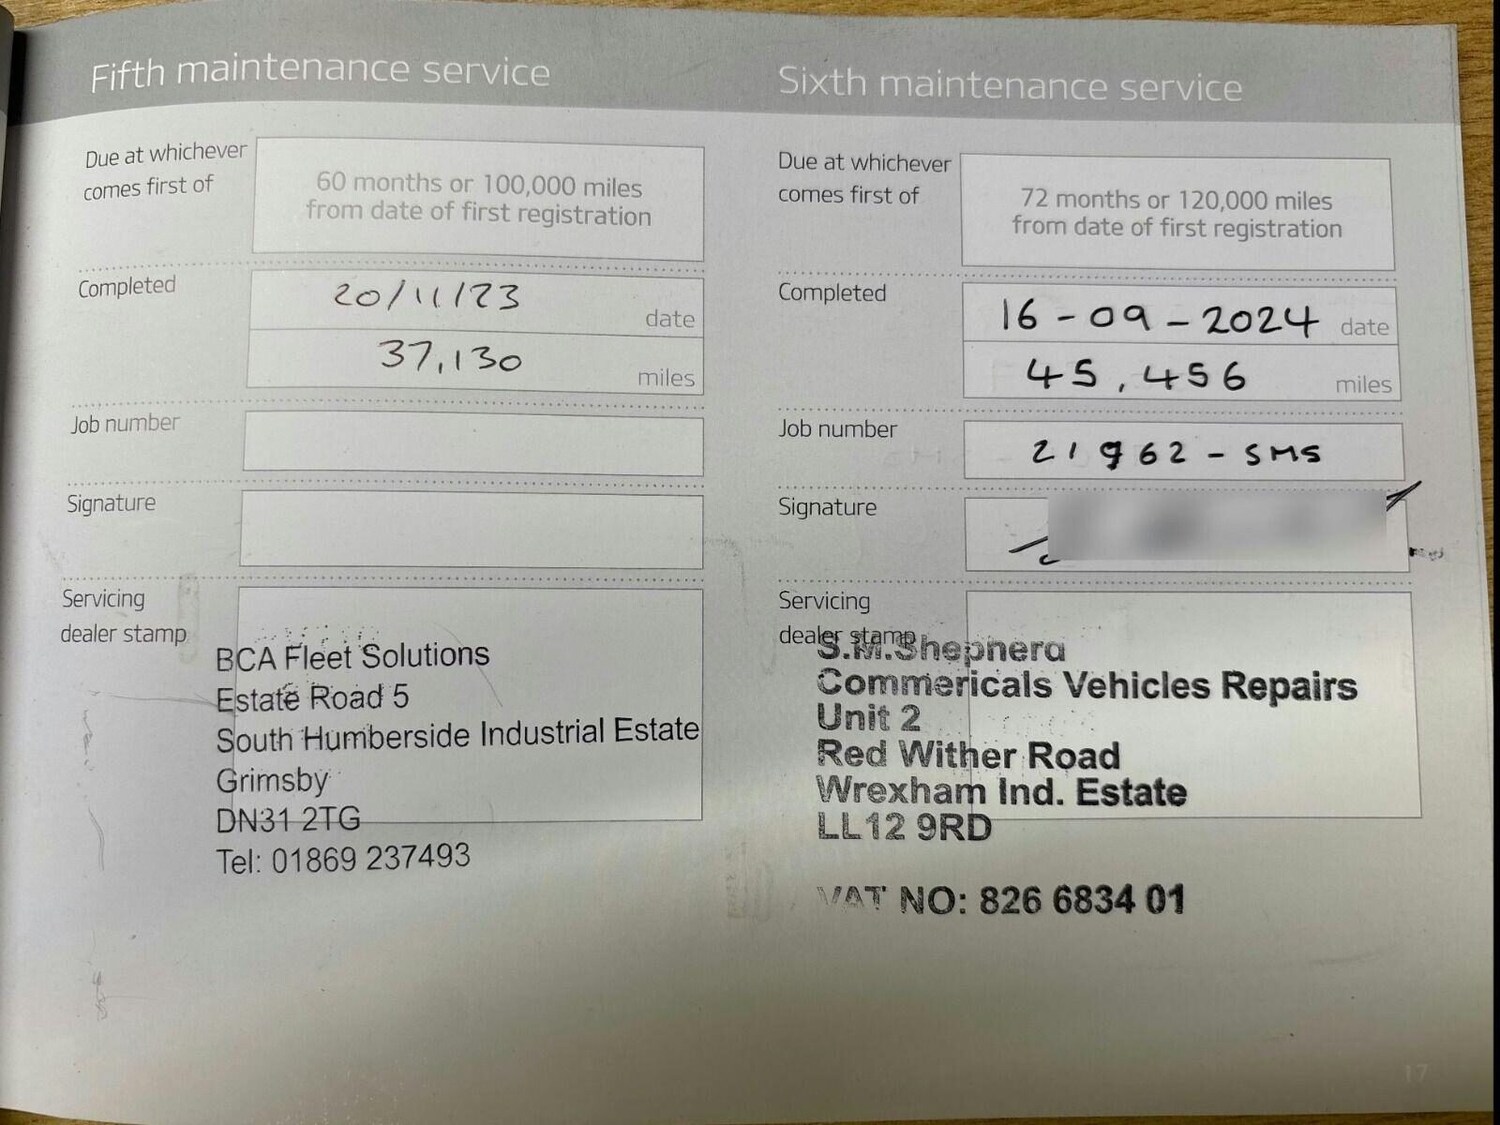 Fifth maintenance service
Due at whichever
comes first of
60 months or 100,000 miles
from date of first registration
Completed
20/11/23
date
37,130
miles
Job number
Signature
Servicing
dealer stamp
BCA Fleet Solutions
Estate Road 5
South Humberside Industrial Estate
Grimsby
DN31 2TG
Tel: 01869 237493
Sixth maintenance service
Due at whichever
comes first of
72 months or 120,000 miles
from date of first registration
Completed
16-09-2024
date
45,456
miles
Job number
21962-SMS
Signature
Servicing
dealer stamp
S.M.Shepherd
Commericals Vehicles Repairs
Unit 2
Red Wither Road
Wrexham Ind. Estate
LL12 9RD
VAT NO: 826 6834 01
17